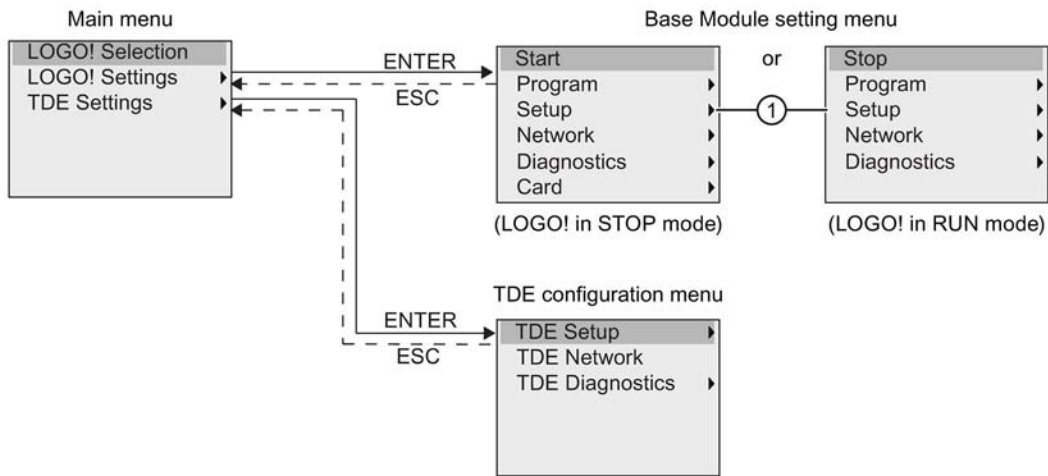 Main menu
LOGO! Selection
LOGO! Settings
TDE Settings
ENTER
ESC
Base Module setting menu
Start
Program
Setup
Network
Diagnostics
Card
(LOGO! in STOP mode)
or
1
Stop
Program
Setup
Network
Diagnostics
(LOGO! in RUN mode)
ENTER
ESC
TDE configuration menu
TDE Setup
TDE Network
TDE Diagnostics